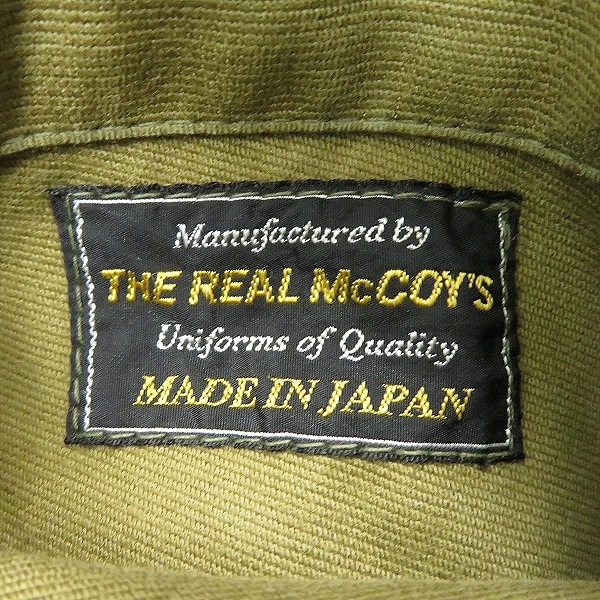 Manufactured by
THE REAL McCOY'S
Uniforms of Quality
MADE IN JAPAN